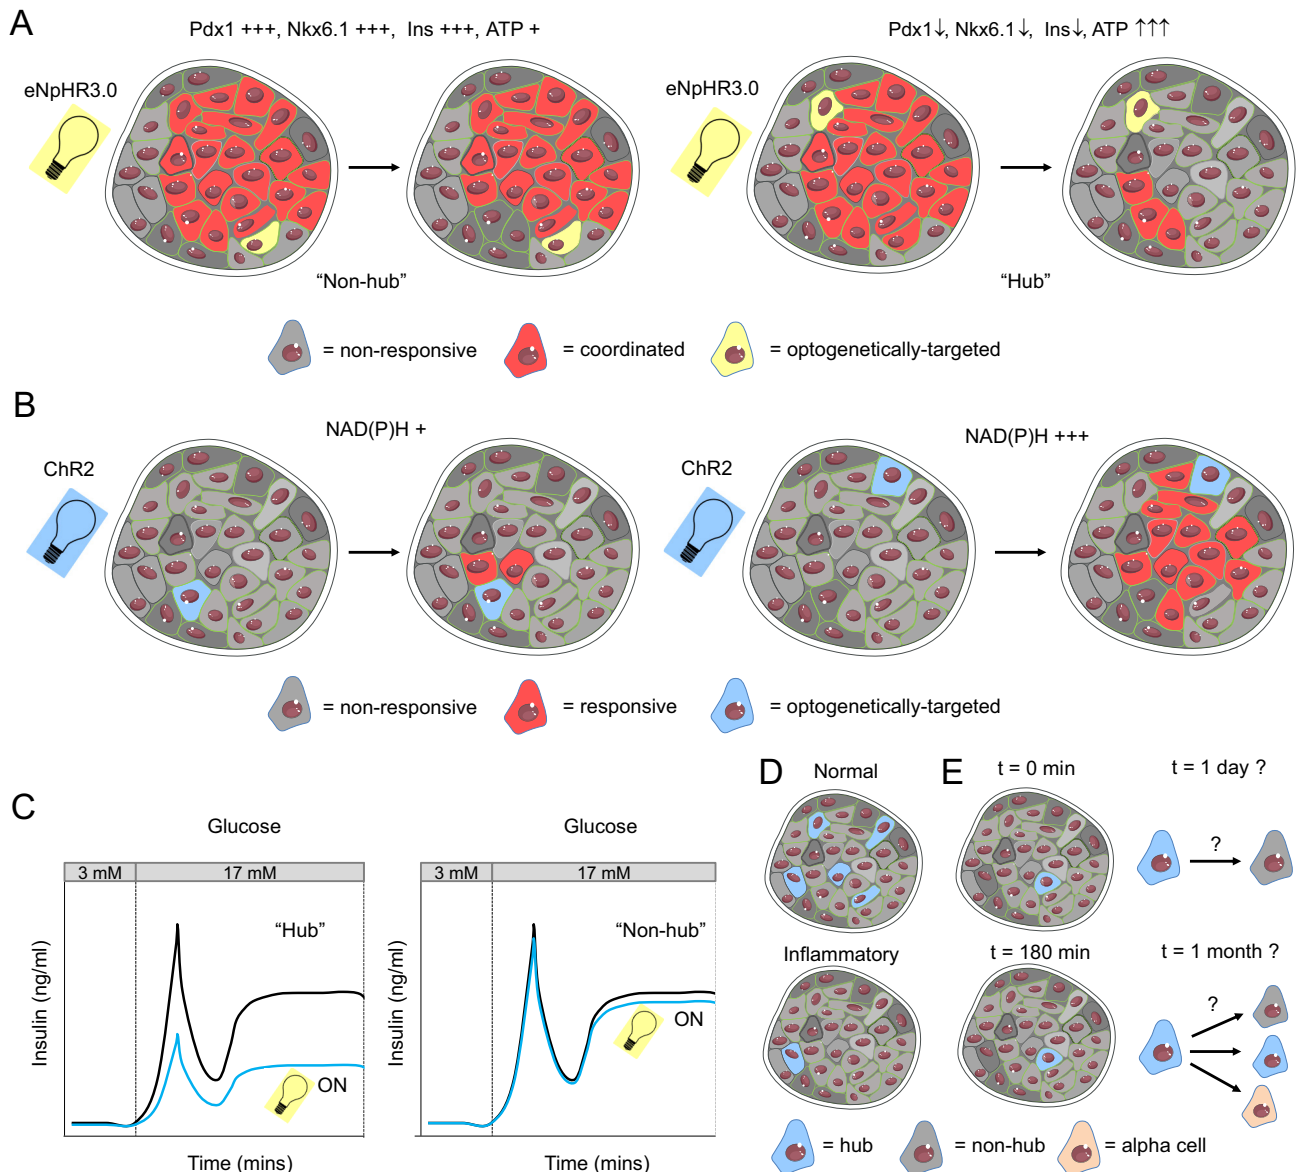 A
Pdx1 +++, Nkx6.1 +++, Ins +++, ATP +
Pdx1↓, Nkx6.1↓, Ins↓, ATP ↑↑↑
eNpHR3.0
eNpHR3.0
“Non-hub”
“Hub”
= non-responsive
= coordinated
= optogenetically-targeted
B
NAD(P)H +
NAD(P)H +++
ChR2
ChR2
= non-responsive
= responsive
= optogenetically-targeted
C
Glucose
3 mM
17 mM
“Hub”
ON
Insulin (ng/ml)
Time (mins)
Glucose
3 mM
17 mM
“Non-hub”
ON
Insulin (ng/ml)
Time (mins)
D
Normal
Inflammatory
E
t = 0 min
t = 1 day ?
?
t = 180 min
t = 1 month ?
?
= hub
= non-hub
= alpha cell